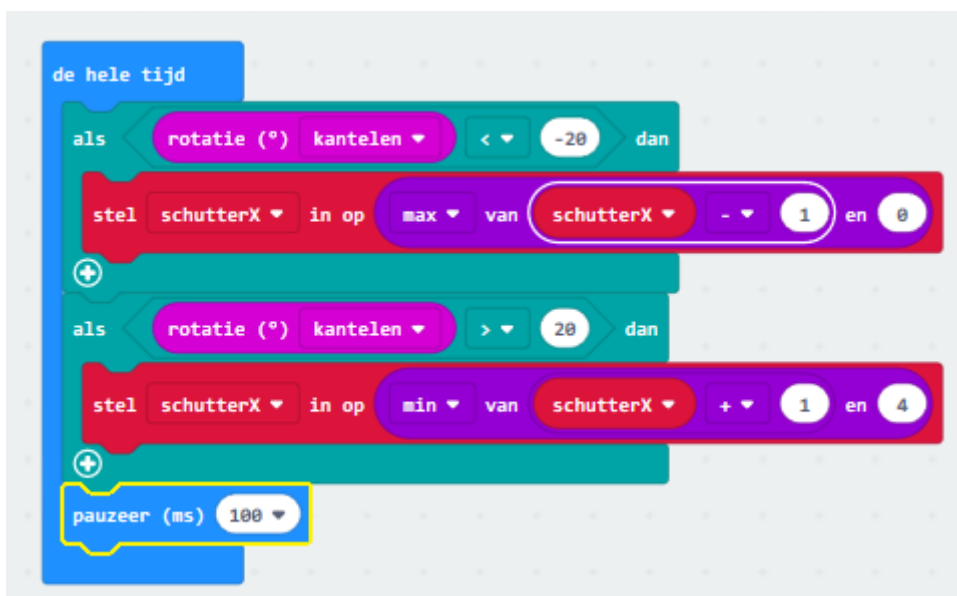 de hele tijd
als rotatie (°) kantelen < -20 dan
stel schutterX in op max van schutterX - 1 en 0
als rotatie (°) kantelen > 20 dan
stel schutterX in op min van schutterX + 1 en 4
pauzeer (ms) 100